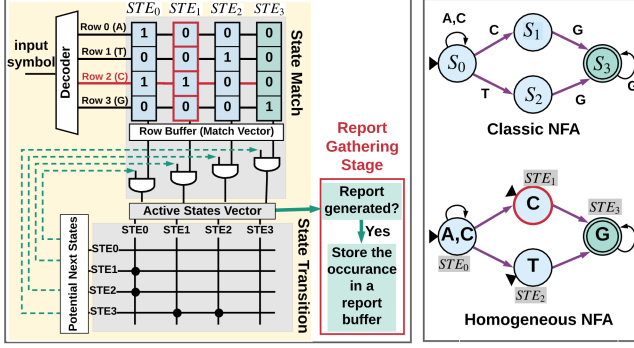 STE0 STE1 STE2 STE3
input
symbol
Decoder
Row 0 (A) 1 0 0 0
Row 1 (T) 0 0 1 0
Row 2 (C) 1 1 0 0
Row 3 (G) 0 0 0 1
State Match
Row Buffer (Match Vector)
Active States Vector
STE0 STE1 STE2 STE3
Potential Next States
STE0
STE1
STE2
STE3
State Transition
Report
Gathering
Stage
Report
generated?
Yes
Store the
occurance
in a
report
buffer
A,C
S0
C
S1
G
T
S2
G
S3
G
Classic NFA
STE1
C
STE3
A,C
G
STE0
T
STE2
Homogeneous NFA